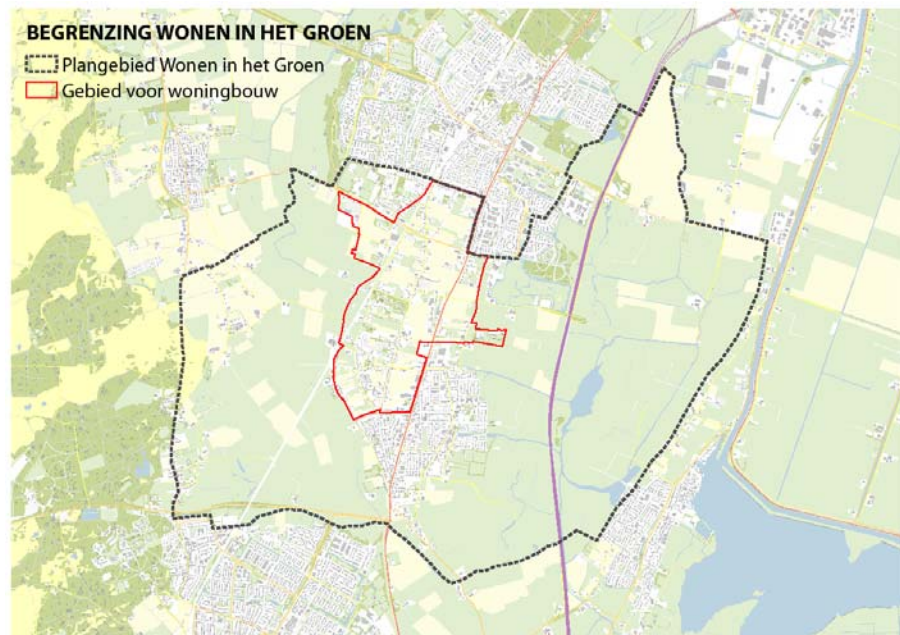 BEGRENZING WONEN IN HET GROEN
Plangebied Wonen in het Groen
Gebied voor woningbouw